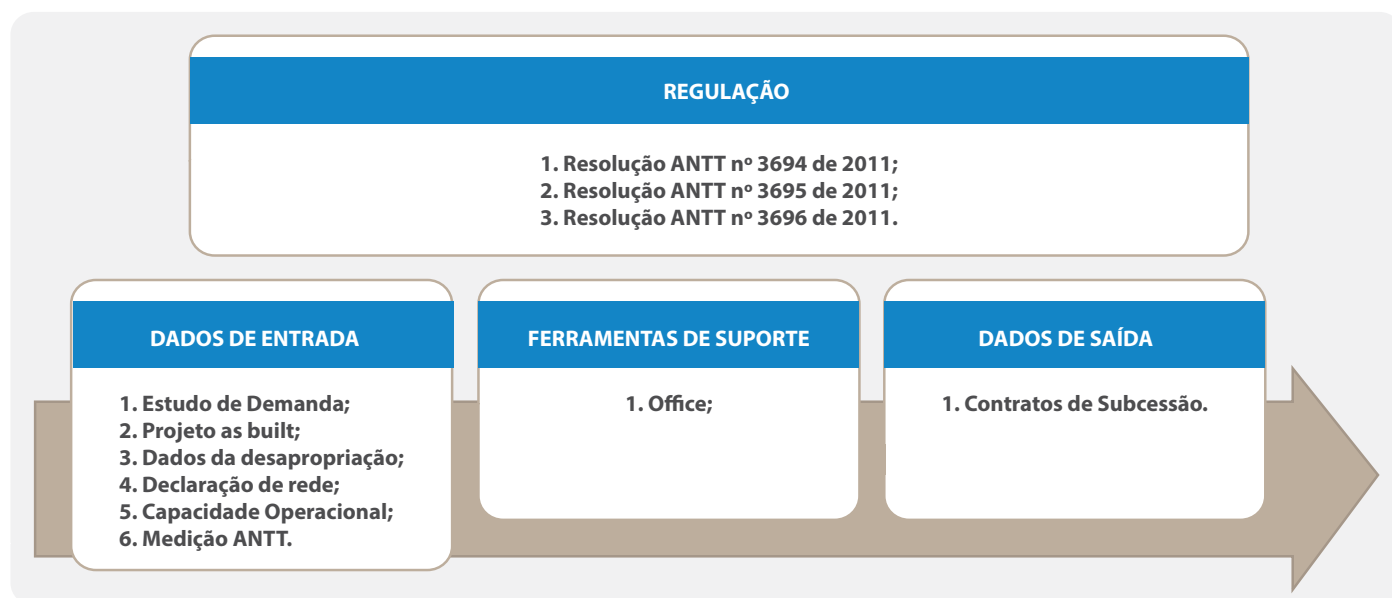 REGULAÇÃO
1. Resolução ANTT nº 3694 de 2011;
2. Resolução ANTT nº 3695 de 2011;
3. Resolução ANTT nº 3696 de 2011.
DADOS DE ENTRADA
1. Estudo de Demanda;
2. Projeto as built;
3. Dados da desapropriação;
4. Declaração de rede;
5. Capacidade Operacional;
6. Medição ANTT.
FERRAMENTAS DE SUPORTE
1. Office;
DADOS DE SAÍDA
1. Contratos de Subcessão.